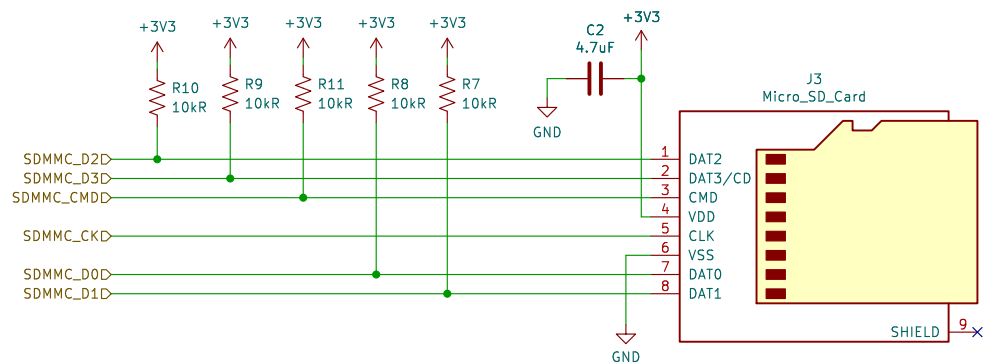 +3V3
+3V3
+3V3
+3V3
+3V3
+3V3
C2
4.7uF
R10
10kR
R9
10kR
R11
10kR
R8
10kR
R7
10kR
GND
J3
Micro_SD_Card
SDMMC_D2
1
DAT2
SDMMC_D3
2
DAT3/CD
SDMMC_CMD
3
CMD
4
VDD
SDMMC_CK
5
CLK
6
VSS
SDMMC_D0
7
DAT0
SDMMC_D1
8
DAT1
SHIELD
9
GND